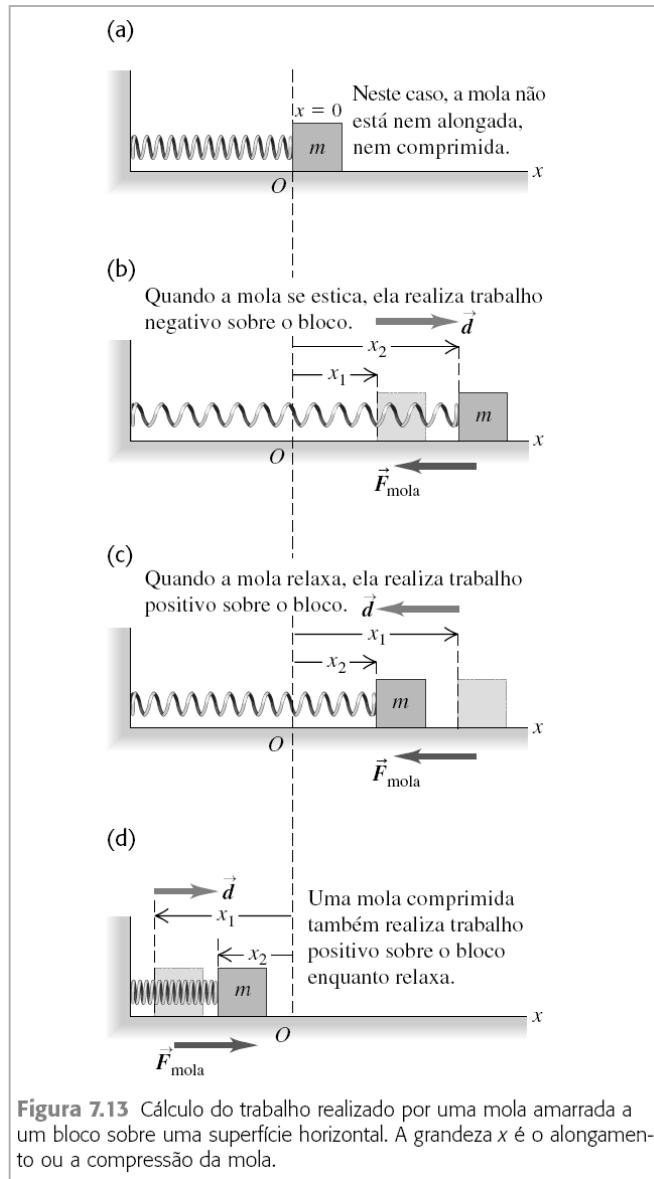 (a)
x = 0
Neste caso, a mola não
está nem alongada,
nem comprimida.
m
x
O
(b)
Quando a mola se estica, ela realiza trabalho
negativo sobre o bloco.
d
x₂
x₁
m
x
O
F mola
(c)
Quando a mola relaxa, ela realiza trabalho
positivo sobre o bloco.
d
x₁
x₂
m
x
O
F mola
(d)
d
x₁
x₂
Uma mola comprimida
também realiza trabalho
positivo sobre o bloco
enquanto relaxa.
m
x
O
F mola
Figura 7.13 Cálculo do trabalho realizado por uma mola amarrada a
um bloco sobre uma superfície horizontal. A grandeza x é o alongamen-
to ou a compressão da mola.